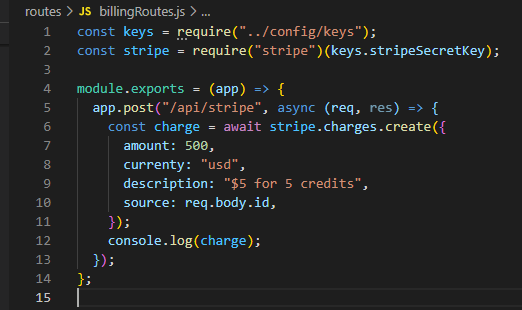 routes > JS billingRoutes.js > ...
1 const keys = require("../config/keys");
2 const stripe = require("stripe")(keys.stripeSecretKey);
3
4 module.exports = (app) => {
5 app.post("/api/stripe", async (req, res) => {
6 const charge = await stripe.charges.create({
7 amount: 500,
8 currenty: "usd",
9 description: "$5 for 5 credits",
10 source: req.body.id,
11 });
12 console.log(charge);
13 });
14 };
15